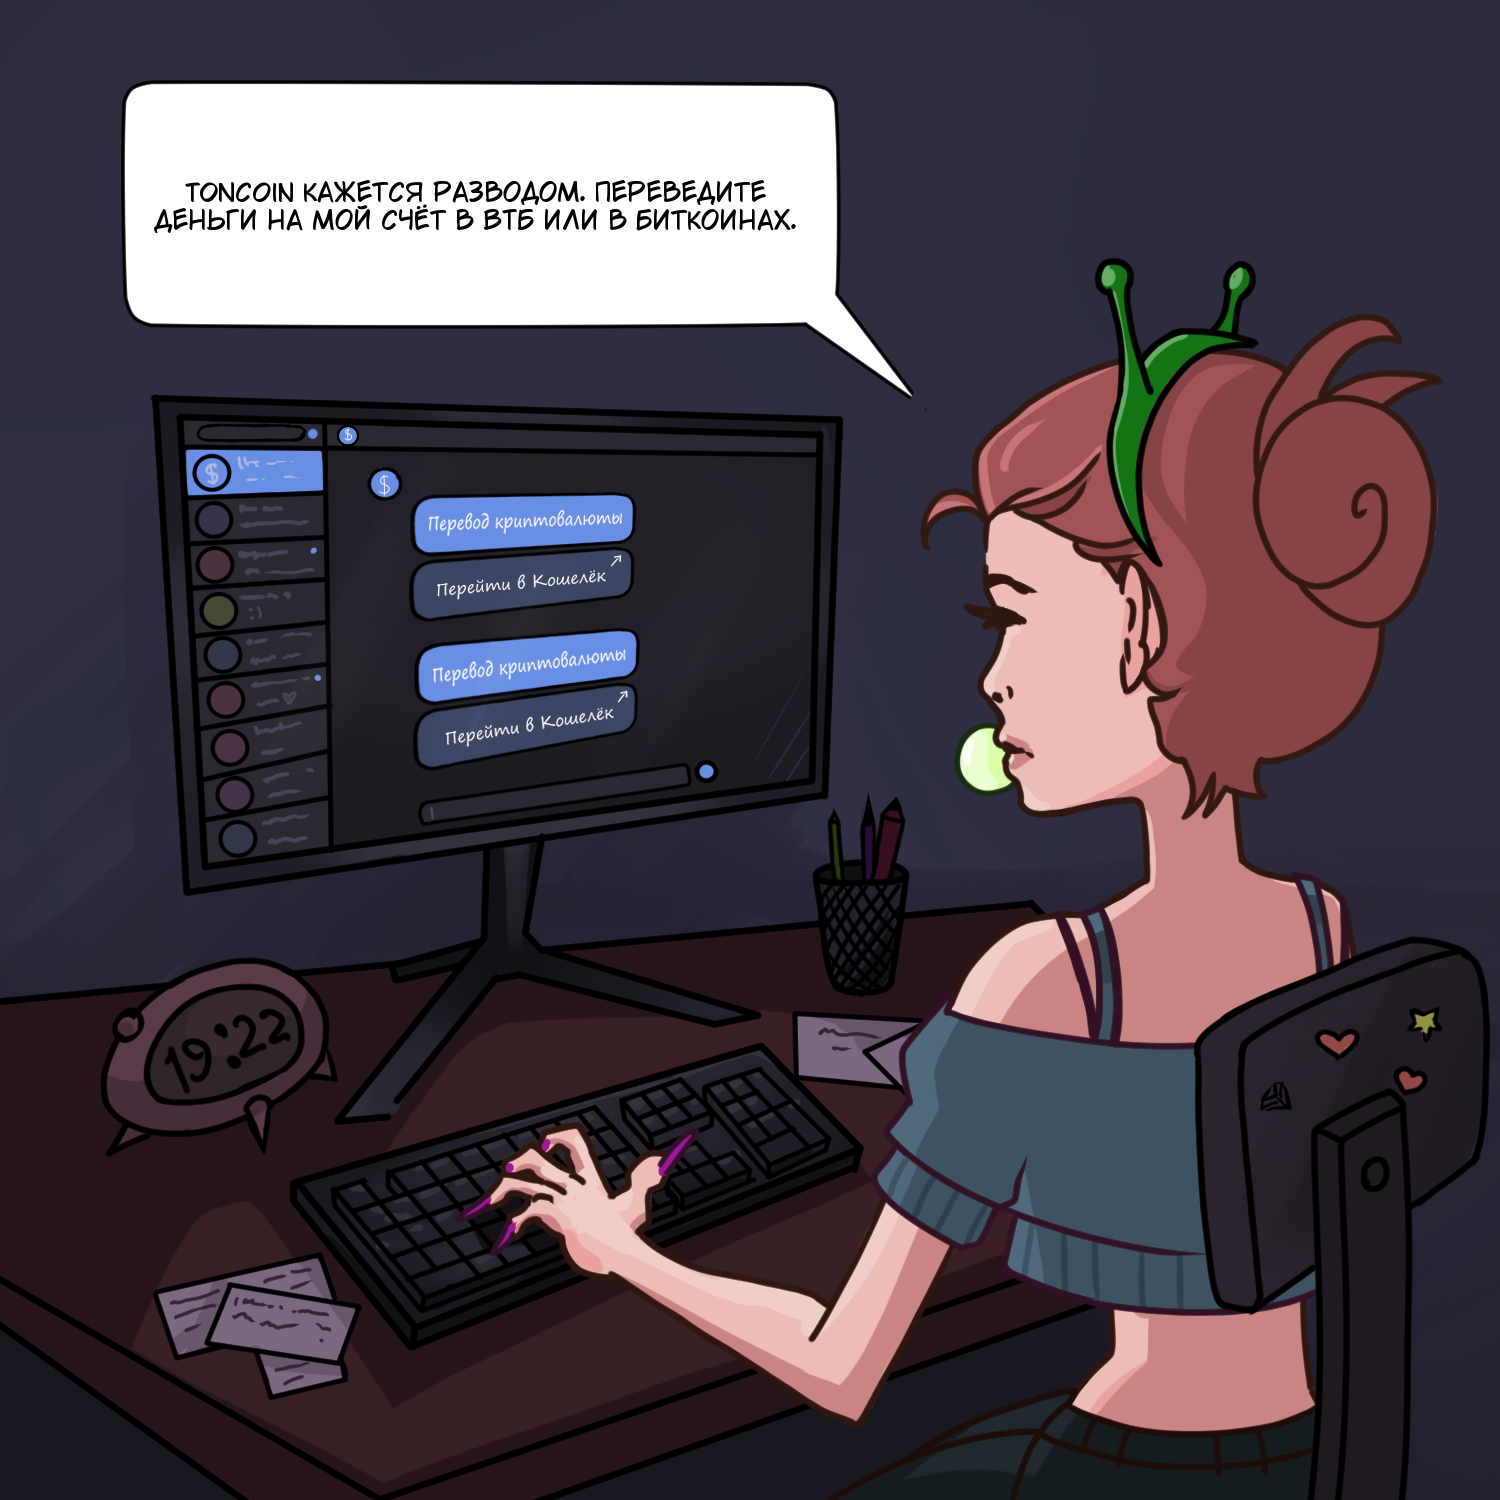 TONCOIN КАЖЕТСЯ РАЗВОДОМ. ПЕРЕВЕДИТЕ
ДЕНЬГИ НА МОЙ СЧЁТ В ВТБ ИЛИ В БИТКОИНАХ.
$
$
$
Перевод криптовалюты
Перейти в Кошелёк
:)
Перевод криптовалюты
Перейти в Кошелёк
19:22